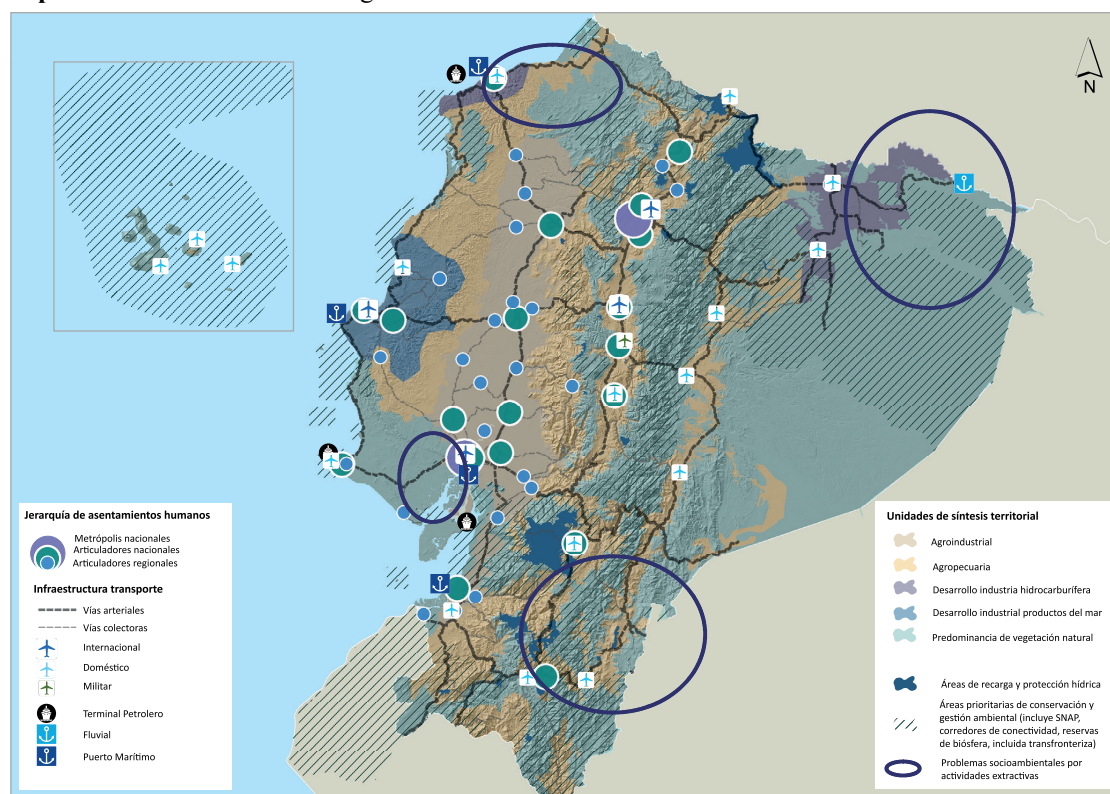 N
Jerarquía de asentamientos humanos
Metrópolis nacionales
Articuladores nacionales
Articuladores regionales
Infraestructura transporte
Vías arteriales
Vías colectoras
Internacional
Doméstico
Militar
Terminal Petrolero
Fluvial
Puerto Marítimo
Unidades de síntesis territorial
Agroindustrial
Agropecuaria
Desarrollo industria hidrocarburífera
Desarrollo industrial productos del mar
Predominancia de vegetación natural
Áreas de recarga y protección hídrica
Áreas prioritarias de conservación y
gestión ambiental (incluye SNAP,
corredores de conectividad, reservas
de biósfera, incluida transfronteriza)
Problemas socioambientales por
actividades extractivas